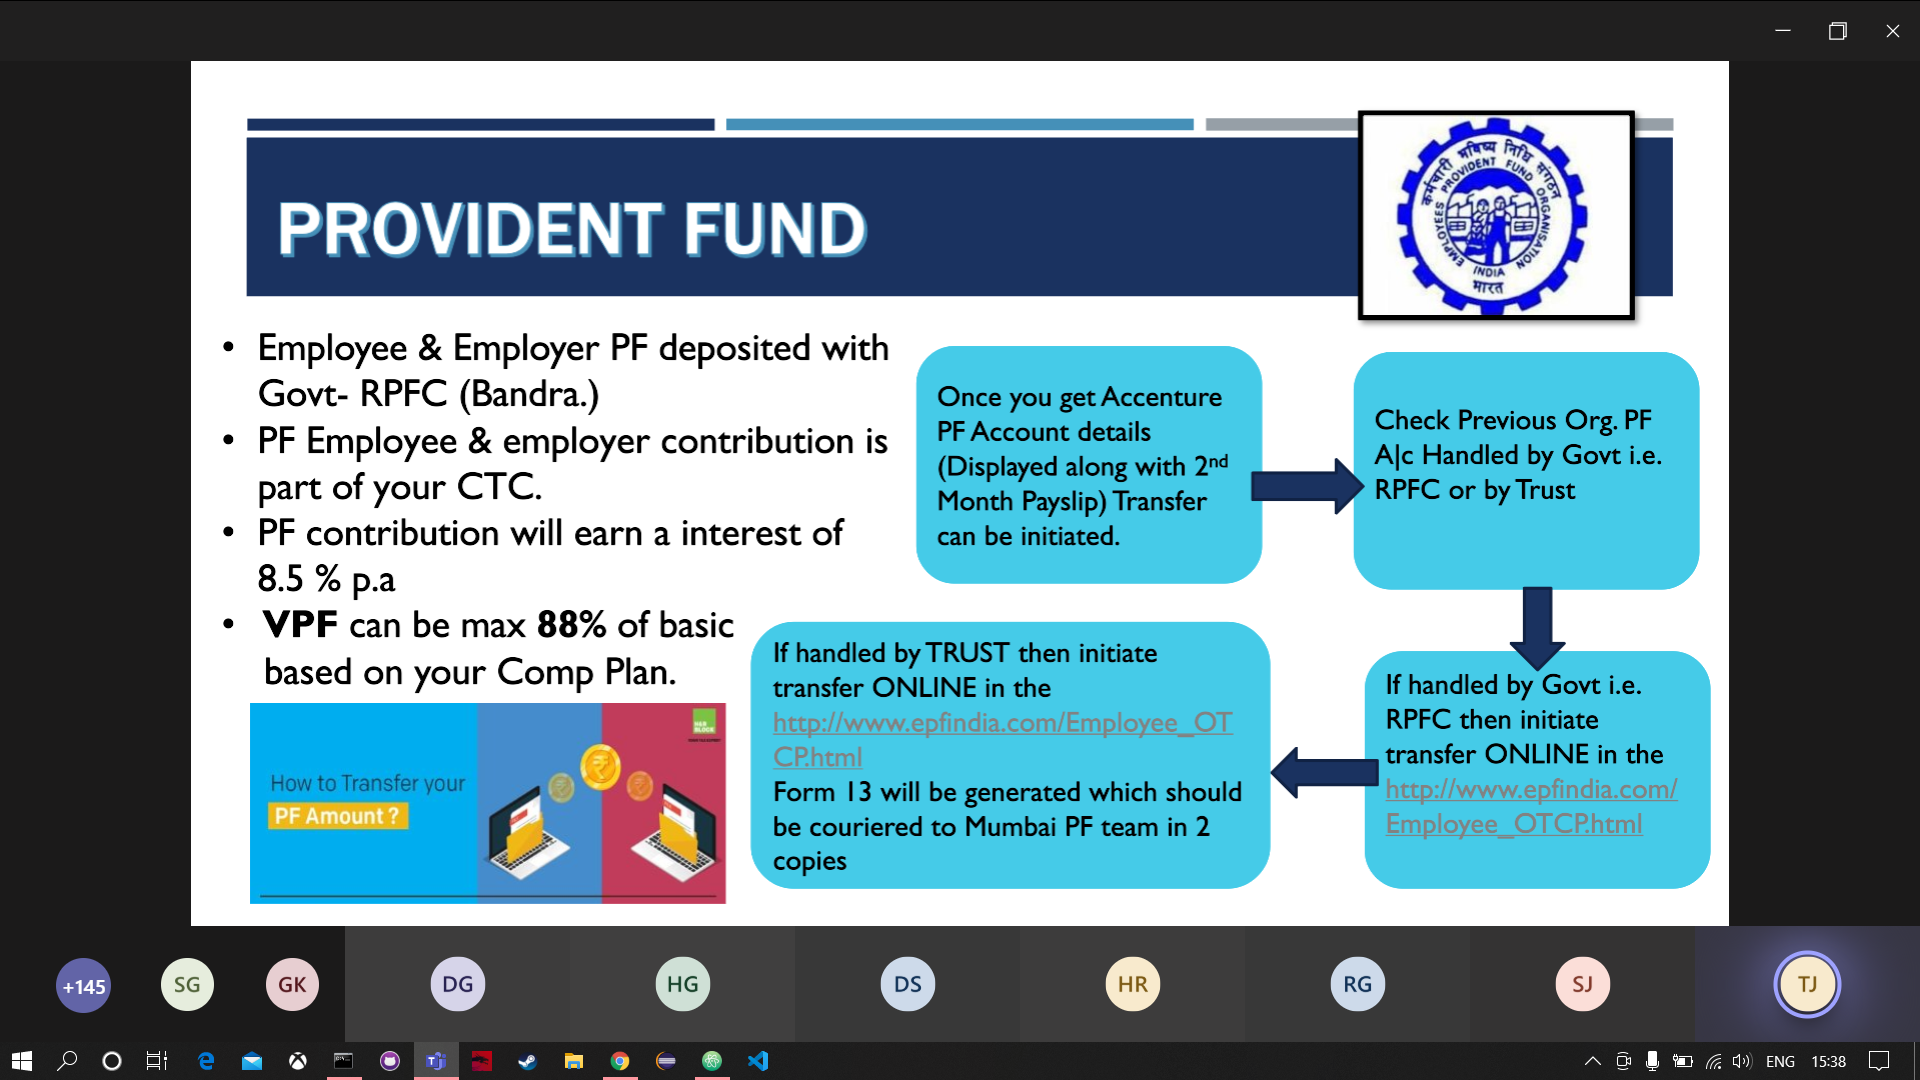 PROVIDENT FUND
कर्मचारी भविष्य निधि संगठन
EMPLOYEES PROVIDENT FUND ORGANISATION
INDIA
भारत
• Employee & Employer PF deposited with
Govt- RPFC (Bandra.)
• PF Employee & employer contribution is
part of your CTC.
• PF contribution will earn a interest of
8.5 % p.a
• VPF can be max 88% of basic
based on your Comp Plan.
How to Transfer your
PF Amount ?
H&R
BLOCK
Once you get Accenture
PF Account details
(Displayed along with 2nd
Month Payslip) Transfer
can be initiated.
Check Previous Org. PF
A|c Handled by Govt i.e.
RPFC or by Trust
If handled by Govt i.e.
RPFC then initiate
transfer ONLINE in the
http://www.epfindia.com/
Employee_OTCP.html
If handled by TRUST then initiate
transfer ONLINE in the
http://www.epfindia.com/Employee_OT
CP.html
Form 13 will be generated which should
be couriered to Mumbai PF team in 2
copies
+145
SG
GK
DG
HG
DS
HR
RG
SJ
TJ
ENG
15:38